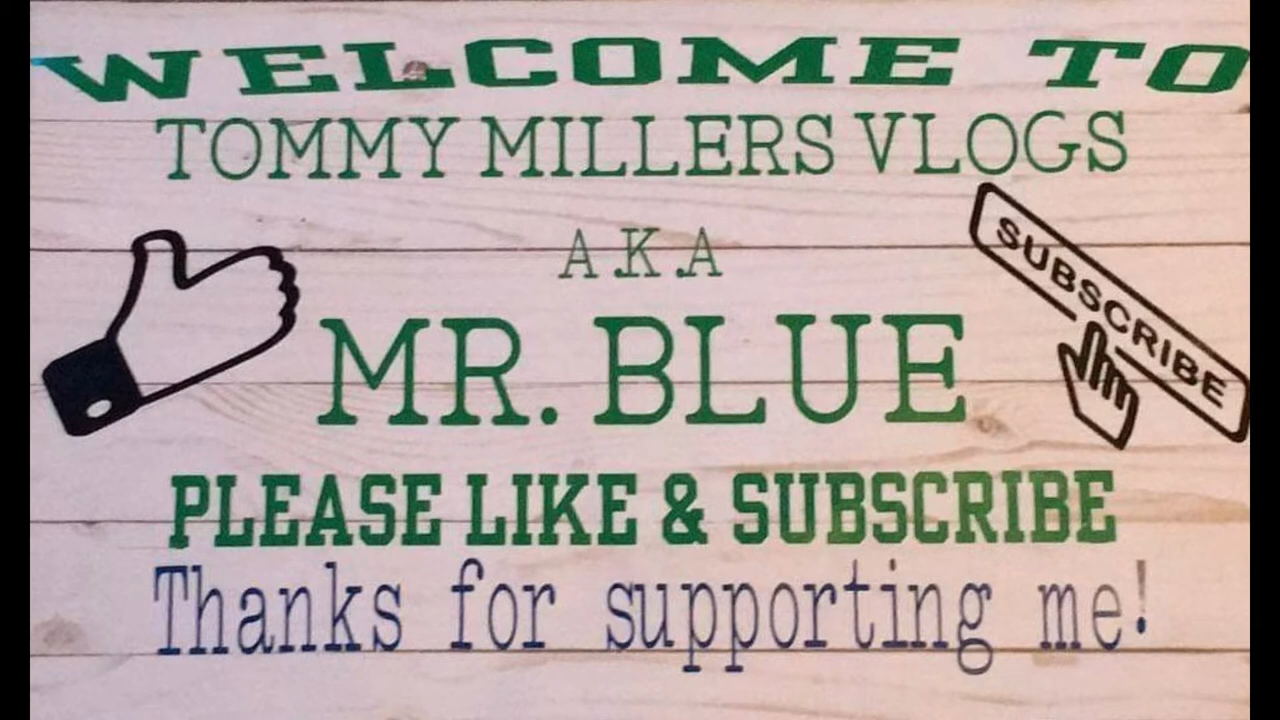 WELCOME TO
TOMMY MILLERS VLOGS
A.K.A
MR. BLUE
SUBSCRIBE
PLEASE LIKE & SUBSCRIBE
Thanks for supporting me!